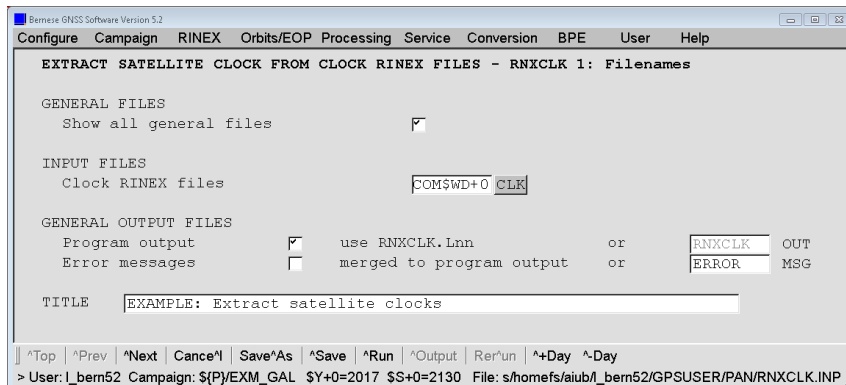 Bernese GNSS Software Version 5.2
Configure Campaign RINEX Orbits/EOP Processing Service Conversion BPE User Help
EXTRACT SATELLITE CLOCK FROM CLOCK RINEX FILES - RNXCLK 1: Filenames
GENERAL FILES
Show all general files
INPUT FILES
Clock RINEX files COM$WD+0 CLK
GENERAL OUTPUT FILES
Program output use RNXCLK.Lnn or RNXCLK OUT
Error messages merged to program output or ERROR MSG
TITLE EXAMPLE: Extract satellite clocks
^Top ^Prev ^Next Cance^l Save^As ^Save ^Run ^Output Rer^un ^+Day ^-Day
> User: l_bern52 Campaign: ${P}/EXM_GAL $Y+0=2017 $S+0=2130 File: s/homefs/aiub/l_bern52/GPSUSER/PAN/RNXCLK.INP